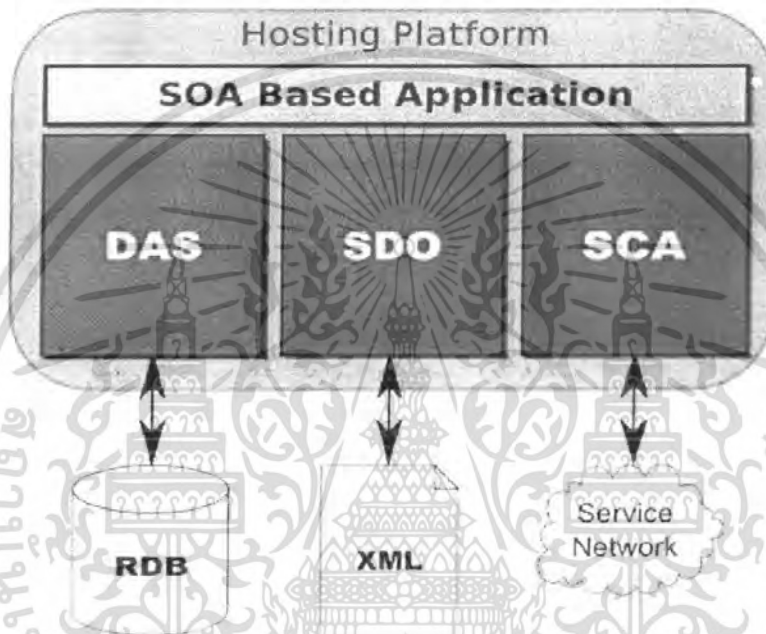 Hosting Platform
SOA Based Application
DAS SDO SCA
RDB
XML
Service
Network